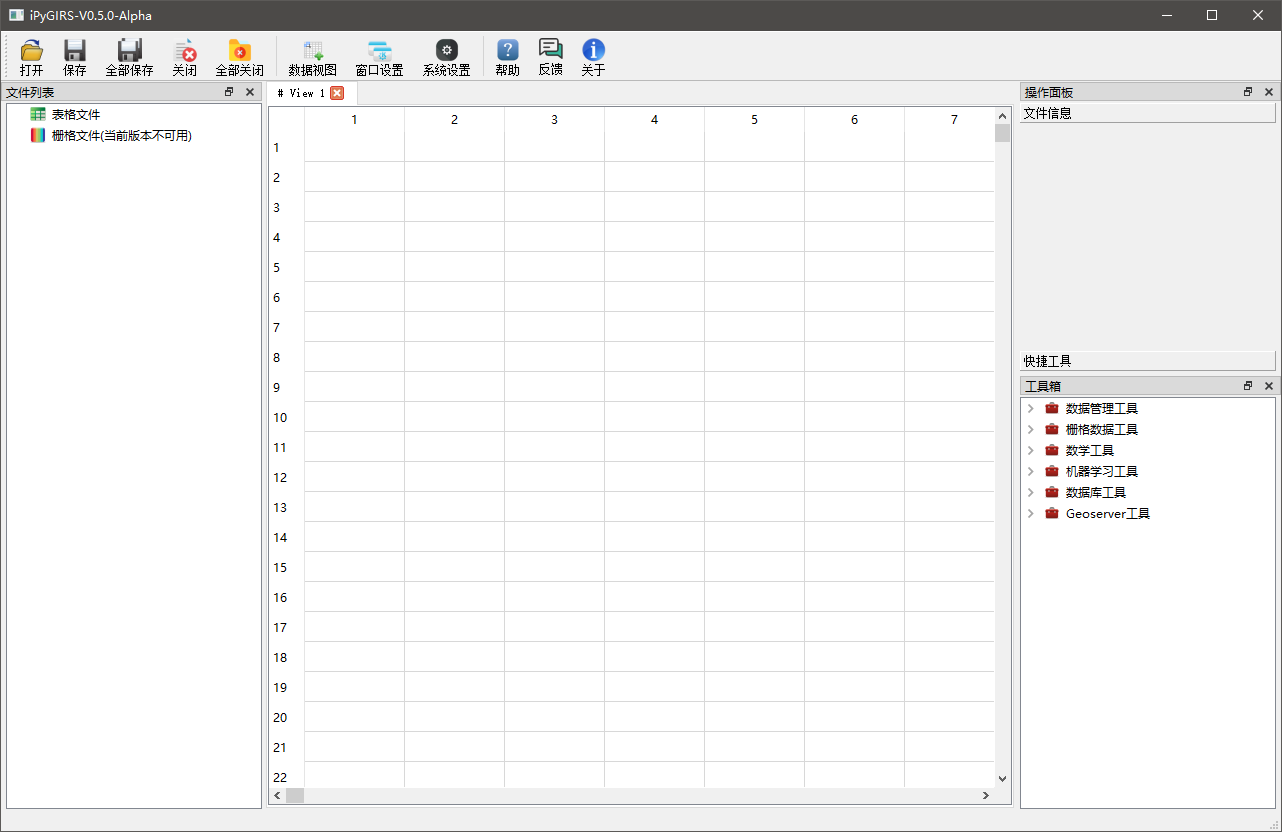 iPyGIRS-V0.5.0-Alpha
打开 保存 全部保存 关闭 全部关闭 数据视图 窗口设置 系统设置 帮助 反馈 关于
文件列表
表格文件
栅格文件(当前版本不可用)
# View 1
1 2 3 4 5 6 7
1
2
3
4
5
6
7
8
9
10
11
12
13
14
15
16
17
18
19
20
21
22
操作面板
文件信息
快捷工具
工具箱
数据管理工具
栅格数据工具
数学工具
机器学习工具
数据库工具
Geoserver工具